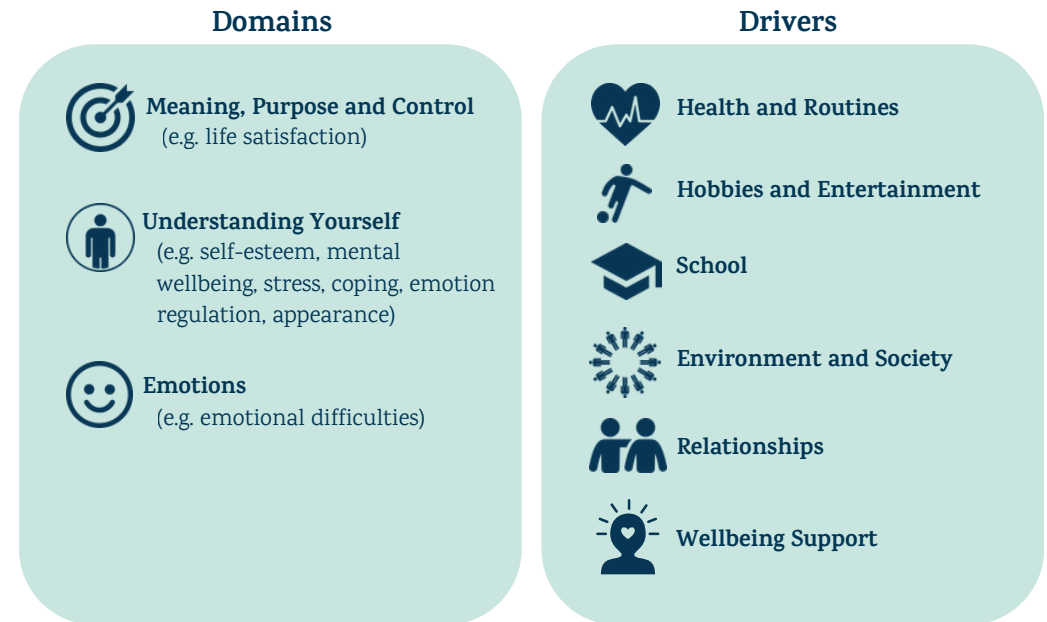 Domains
Meaning, Purpose and Control
(e.g. life satisfaction)
Understanding Yourself
(e.g. self-esteem, mental
wellbeing, stress, coping, emotion
regulation, appearance)
Emotions
(e.g. emotional difficulties)
Drivers
Health and Routines
Hobbies and Entertainment
School
Environment and Society
Relationships
Wellbeing Support